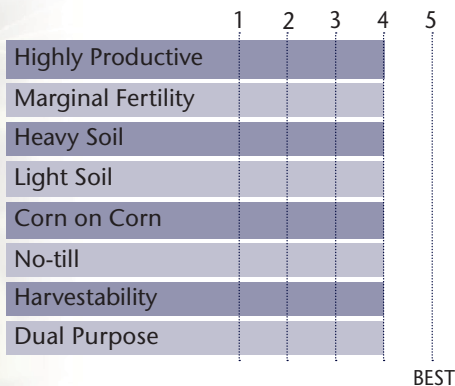 1 2 3 4 5
Highly Productive
Marginal Fertility
Heavy Soil
Light Soil
Corn on Corn
No-till
Harvestability
Dual Purpose
BEST